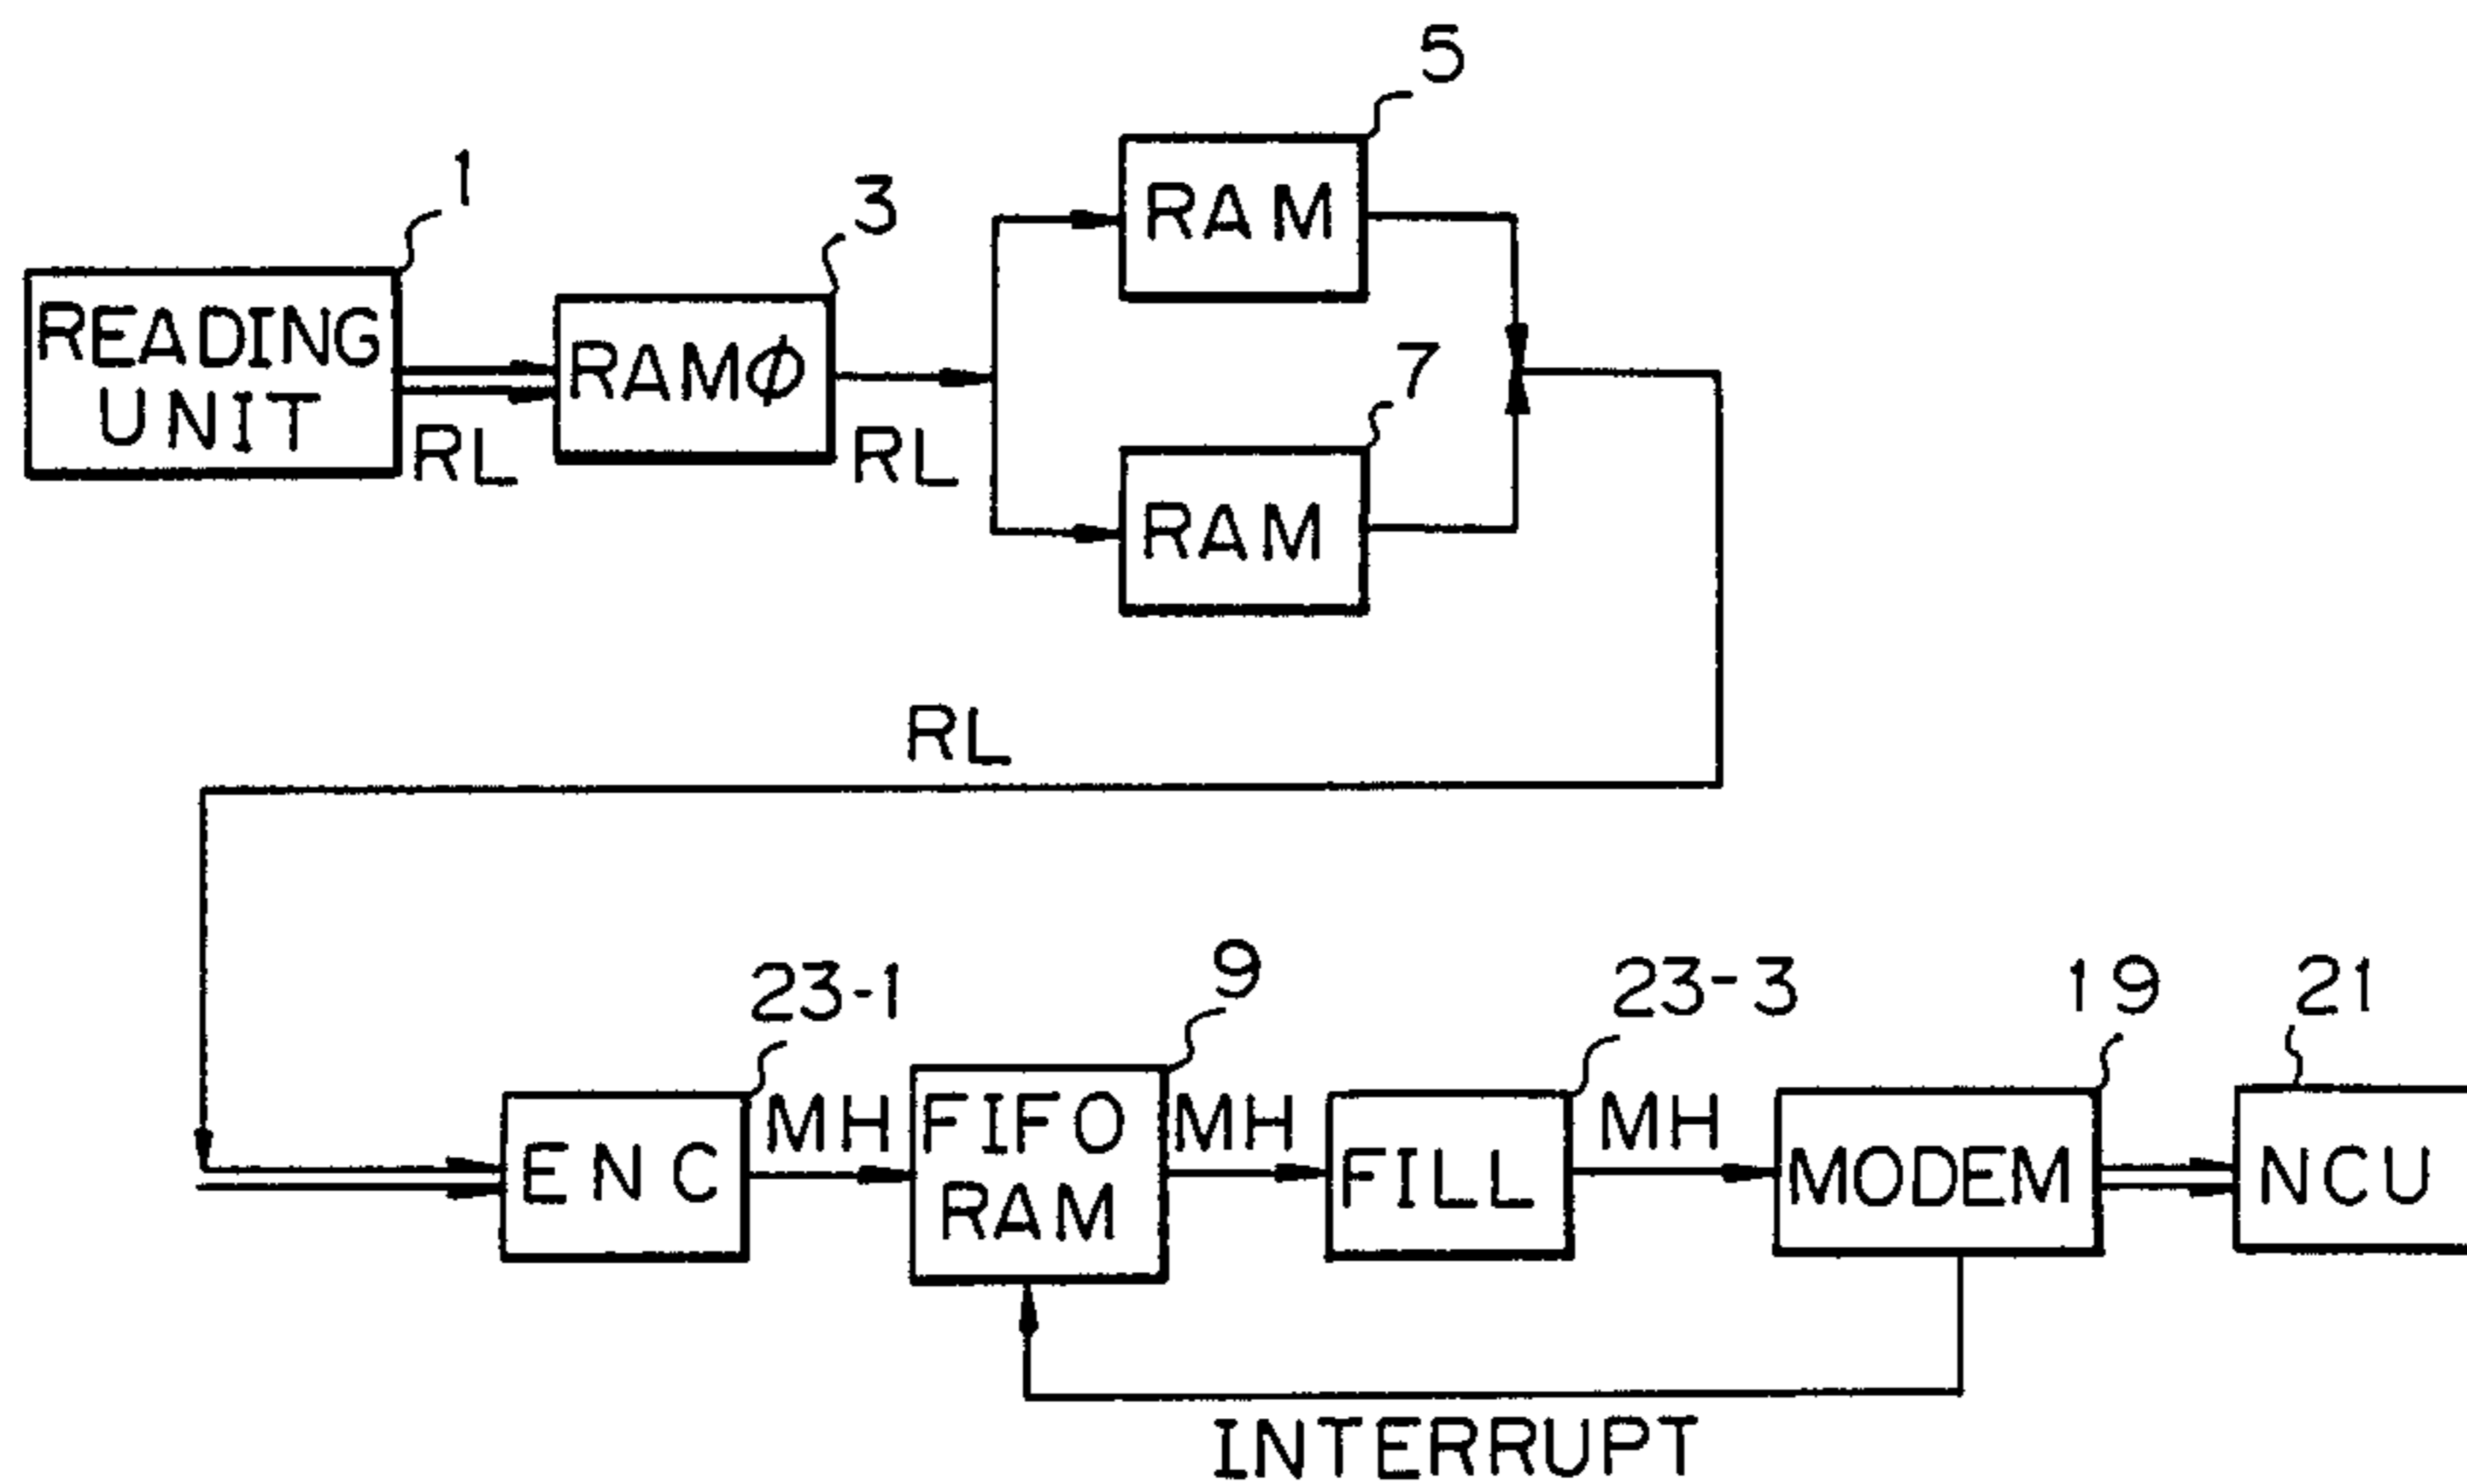 5
1
3
RAM
READING
UNIT
RAMφ
7
RL
RL
RAM
RL
23-1
9
23-3
19
21
MH
FIFO
RAM
MH
MH
ENC
FILL
MODEM
NCU
INTERRUPT